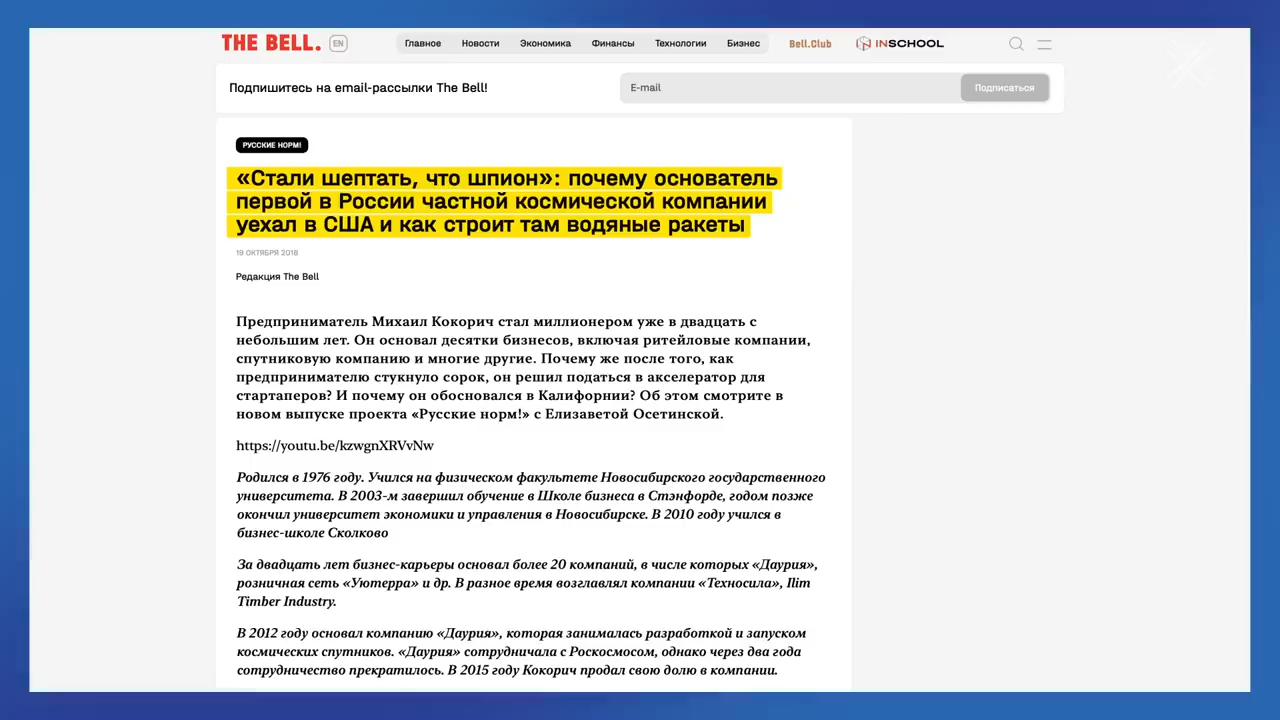 THE BELL. EN Главное Новости Экономика Финансы Технологии Бизнес Bell.Club INSCHOOL
Подпишитесь на email-рассылки The Bell! E-mail Подписаться
РУССКИЕ НОРМ!
«Стали шептать, что шпион»: почему основатель
первой в России частной космической компании
уехал в США и как строит там водяные ракеты
19 ОКТЯБРЯ 2018
Редакция The Bell
Предприниматель Михаил Кокорич стал миллионером уже в двадцать с
небольшим лет. Он основал десятки бизнесов, включая ритейловые компании,
спутниковую компанию и многие другие. Почему же после того, как
предпринимателю стукнуло сорок, он решил податься в акселератор для
стартаперов? И почему он обосновался в Калифорнии? Об этом смотрите в
новом выпуске проекта «Русские норм!» с Елизаветой Осетинской.
https://youtu.be/kzwgnXRVvNw
Родился в 1976 году. Учился на физическом факультете Новосибирского государственного
университета. В 2003-м завершил обучение в Школе бизнеса в Стэнфорде, годом позже
окончил университет экономики и управления в Новосибирске. В 2010 году учился в
бизнес-школе Сколково
За двадцать лет бизнес-карьеры основал более 20 компаний, в числе которых «Даурия»,
розничная сеть «Уютерра» и др. В разное время возглавлял компании «Техносила», Ilim
Timber Industry.
В 2012 году основал компанию «Даурия», которая занималась разработкой и запуском
космических спутников. «Даурия» сотрудничала с Роскосмосом, однако через два года
сотрудничество прекратилось. В 2015 году Кокорич продал свою долю в компании.